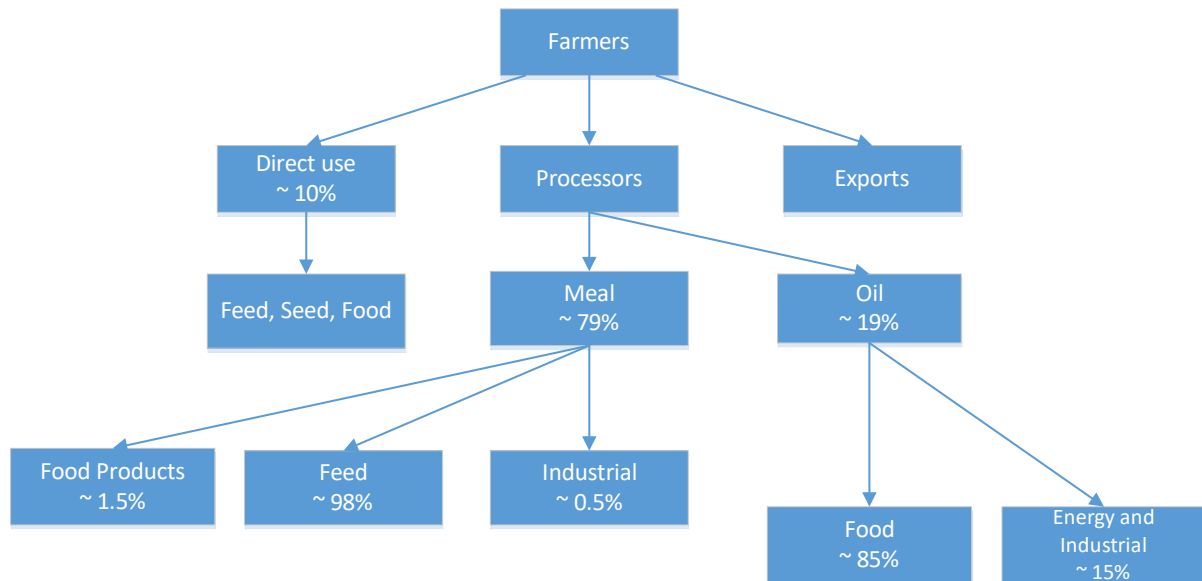 Farmers
Direct use
~ 10%
Processors
Exports
Feed, Seed, Food
Meal
~ 79%
Oil
~ 19%
Food Products
~ 1.5%
Feed
~ 98%
Industrial
~ 0.5%
Food
~ 85%
Energy and
Industrial
~ 15%